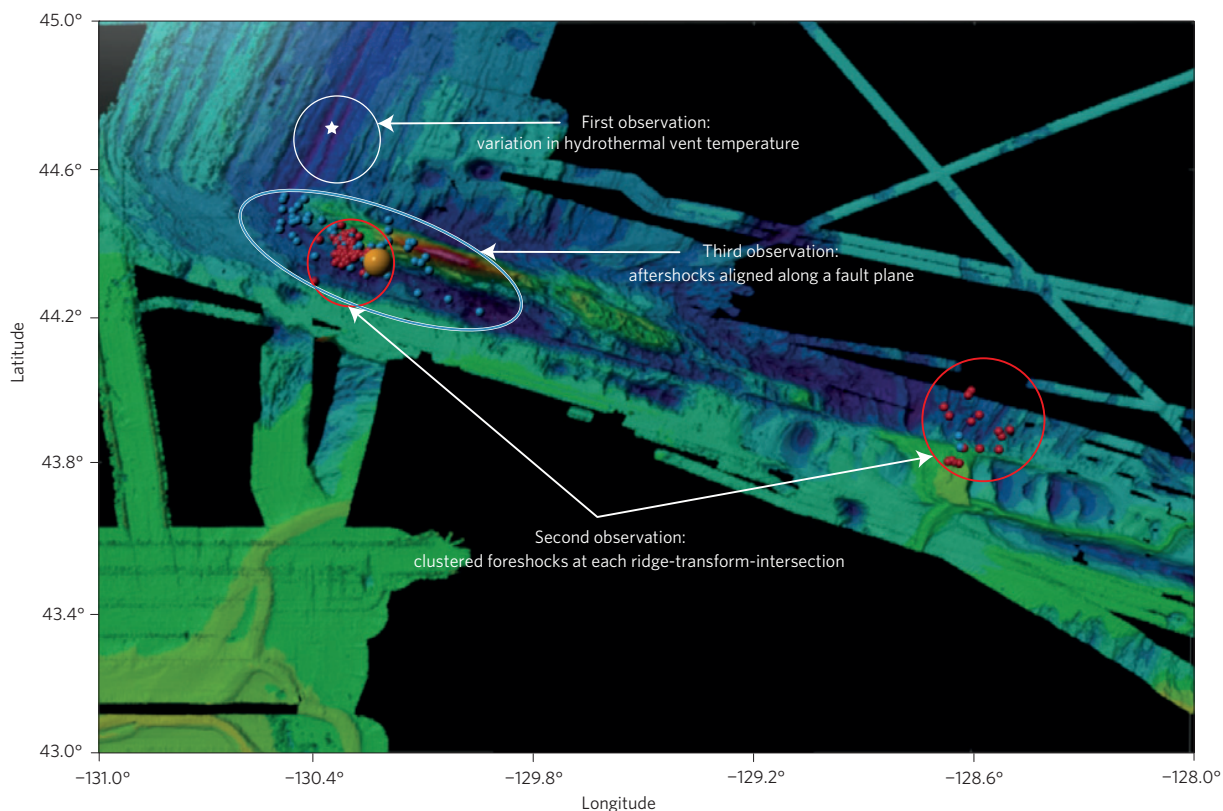 45.0°
44.6°
44.2°
43.8°
43.4°
43.0°
Latitude
First observation:
variation in hydrothermal vent temperature
Third observation:
aftershocks aligned along a fault plane
Second observation:
clustered foreshocks at each ridge-transform-intersection
−131.0°
−130.4°
−129.8°
−129.2°
−128.6°
−128.0°
Longitude